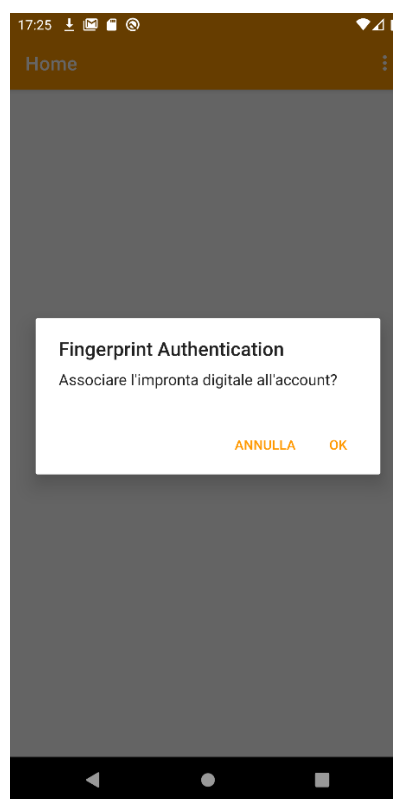 17:25
Home
Fingerprint Authentication
Associare l'impronta digitale all'account?
ANNULLA OK